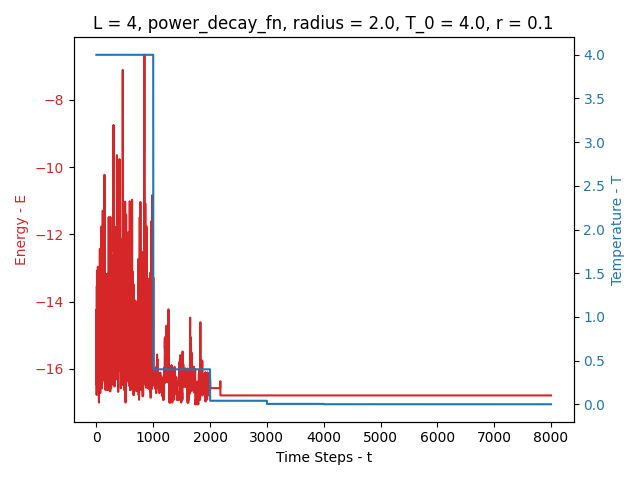 L = 4, power_decay_fn, radius = 2.0, T_0 = 4.0, r = 0.1
Energy - E
−8
−10
−12
−14
−16
4.0
3.5
3.0
2.5
2.0
1.5
1.0
0.5
0.0
Temperature - T
0 1000 2000 3000 4000 5000 6000 7000 8000
Time Steps - t